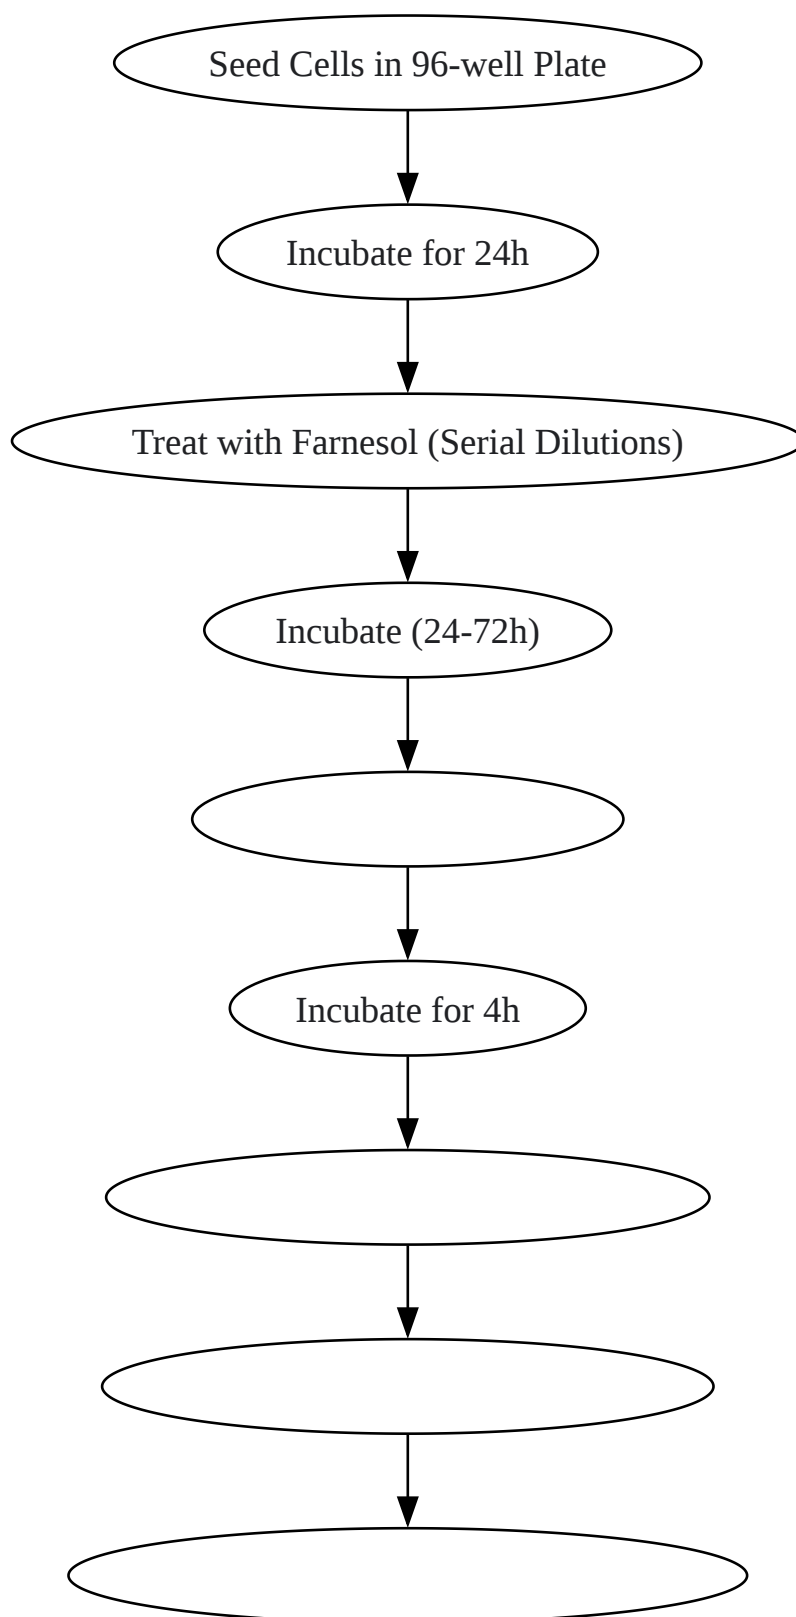 Seed Cells in 96-well Plate
Incubate for 24h
Treat with Farnesol (Serial Dilutions)
Incubate (24-72h)
Incubate for 4h